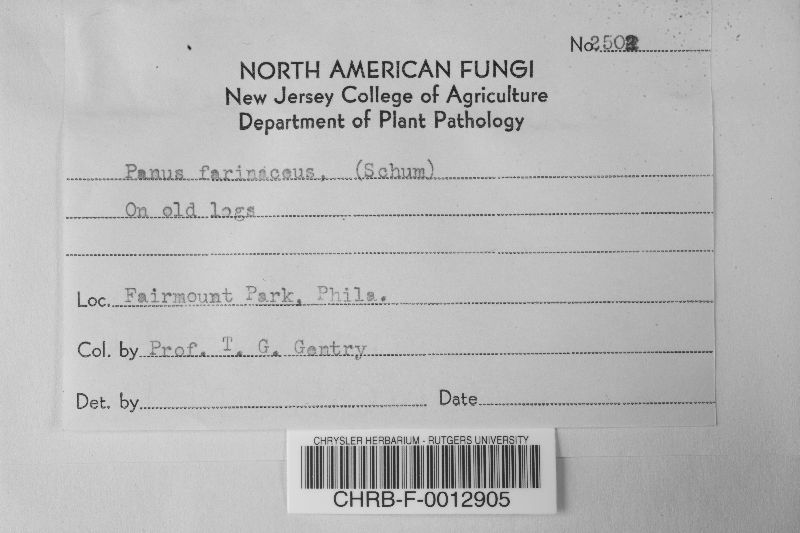 No. 2502
NORTH AMERICAN FUNGI
New Jersey College of Agriculture
Department of Plant Pathology
Panus farinaceus, (Schum)
On old logs
Loc. Fairmount Park, Phila.
Col. by Prof. T. G. Gentry
Det. by
Date
CHRYSLER HERBARIUM - RUTGERS UNIVERSITY
CHRB-F-0012905